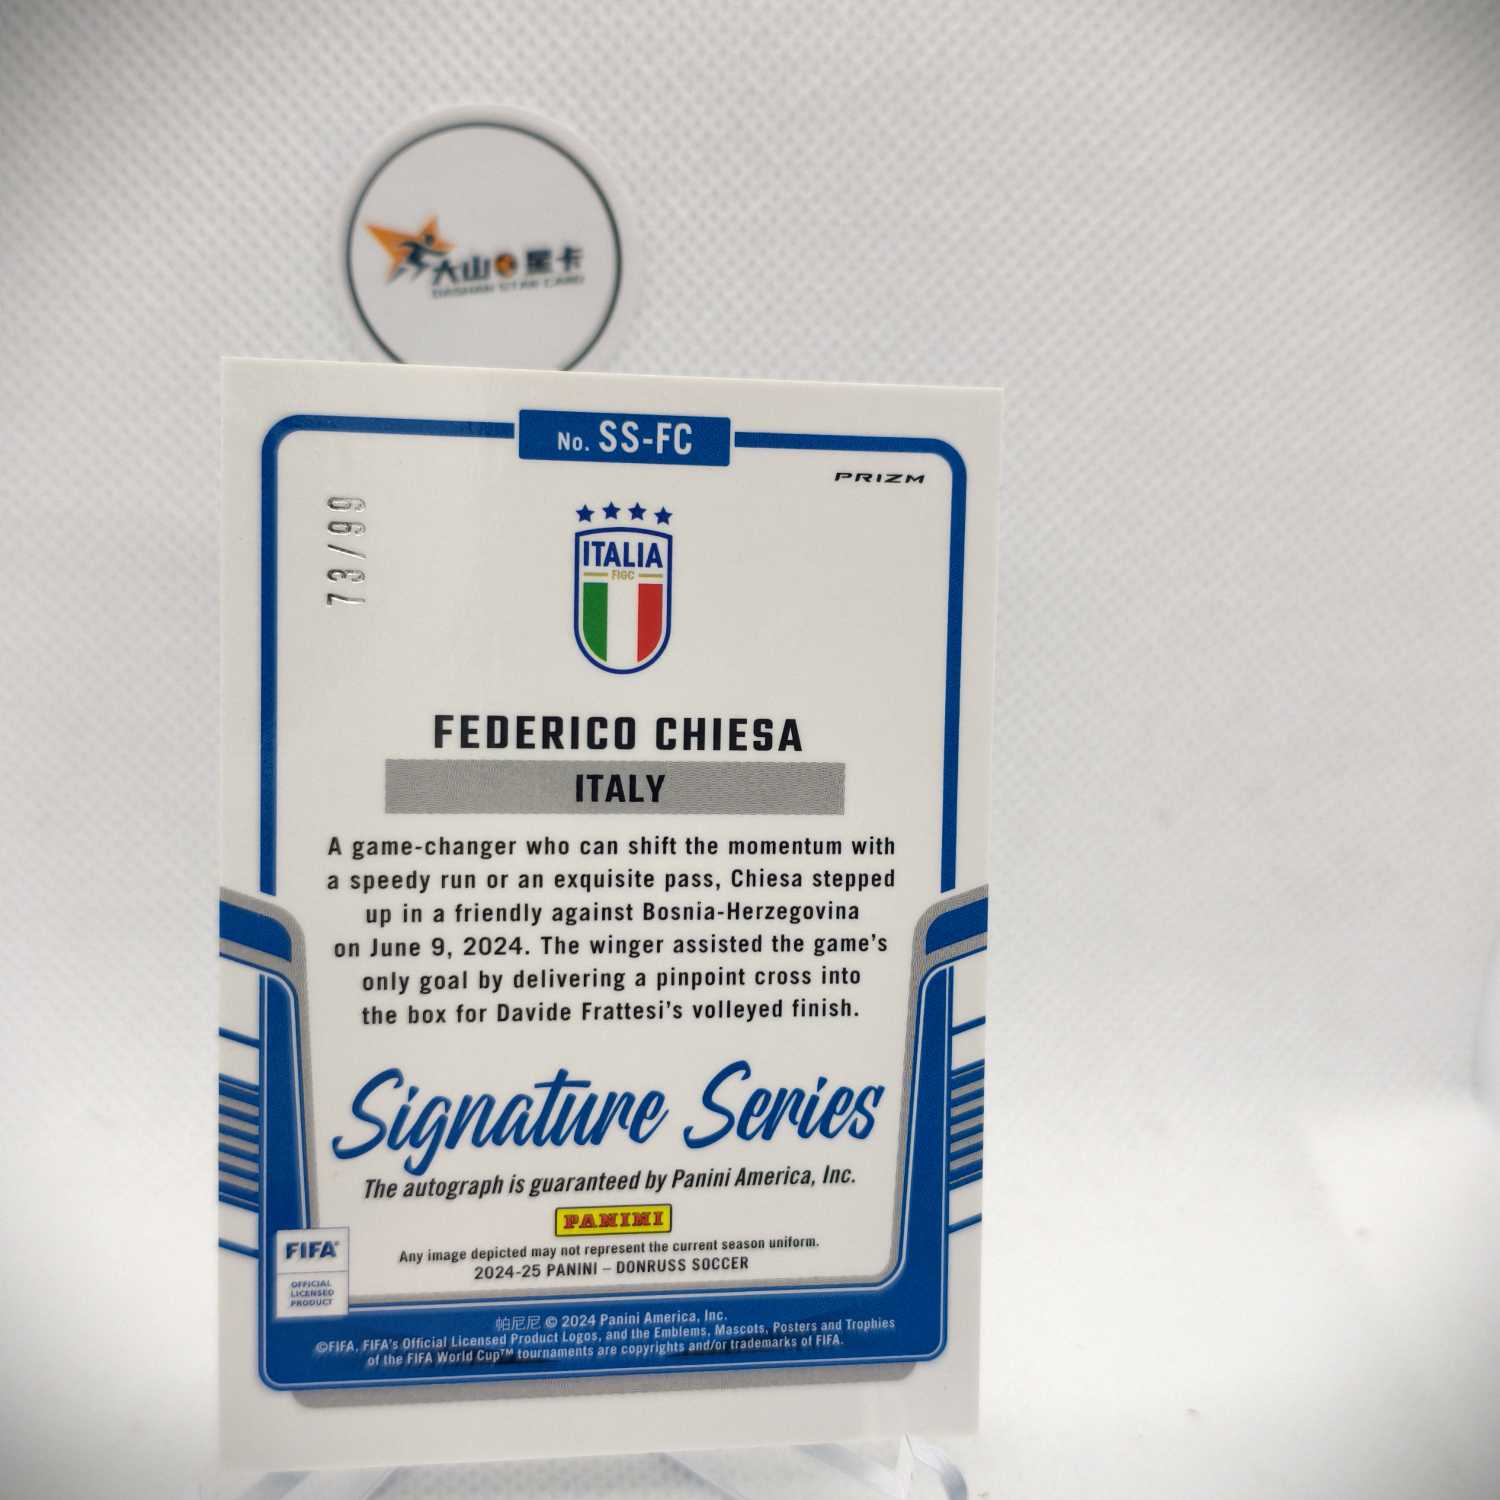 大山星卡
DASHAN STAR CARD
No. SS-FC
PRIZM
73/99
ITALIA
FIGC
FEDERICO CHIESA
ITALY
A game-changer who can shift the momentum with
a speedy run or an exquisite pass, Chiesa stepped
up in a friendly against Bosnia-Herzegovina
on June 9, 2024. The winger assisted the game's
only goal by delivering a pinpoint cross into
the box for Davide Frattesi's volleyed finish.
Signature Series
The autograph is guaranteed by Panini America, Inc.
PANINI
Any image depicted may not represent the current season uniform.
2024-25 PANINI – DONRUSS SOCCER
FIFA®
OFFICIAL
LICENSED
PRODUCT
帕尼尼 © 2024 Panini America, Inc.
©FIFA, FIFA's Official Licensed Product Logos, and the Emblems, Mascots, Posters and Trophies
of the FIFA World Cup™ tournaments are copyrights and/or trademarks of FIFA.